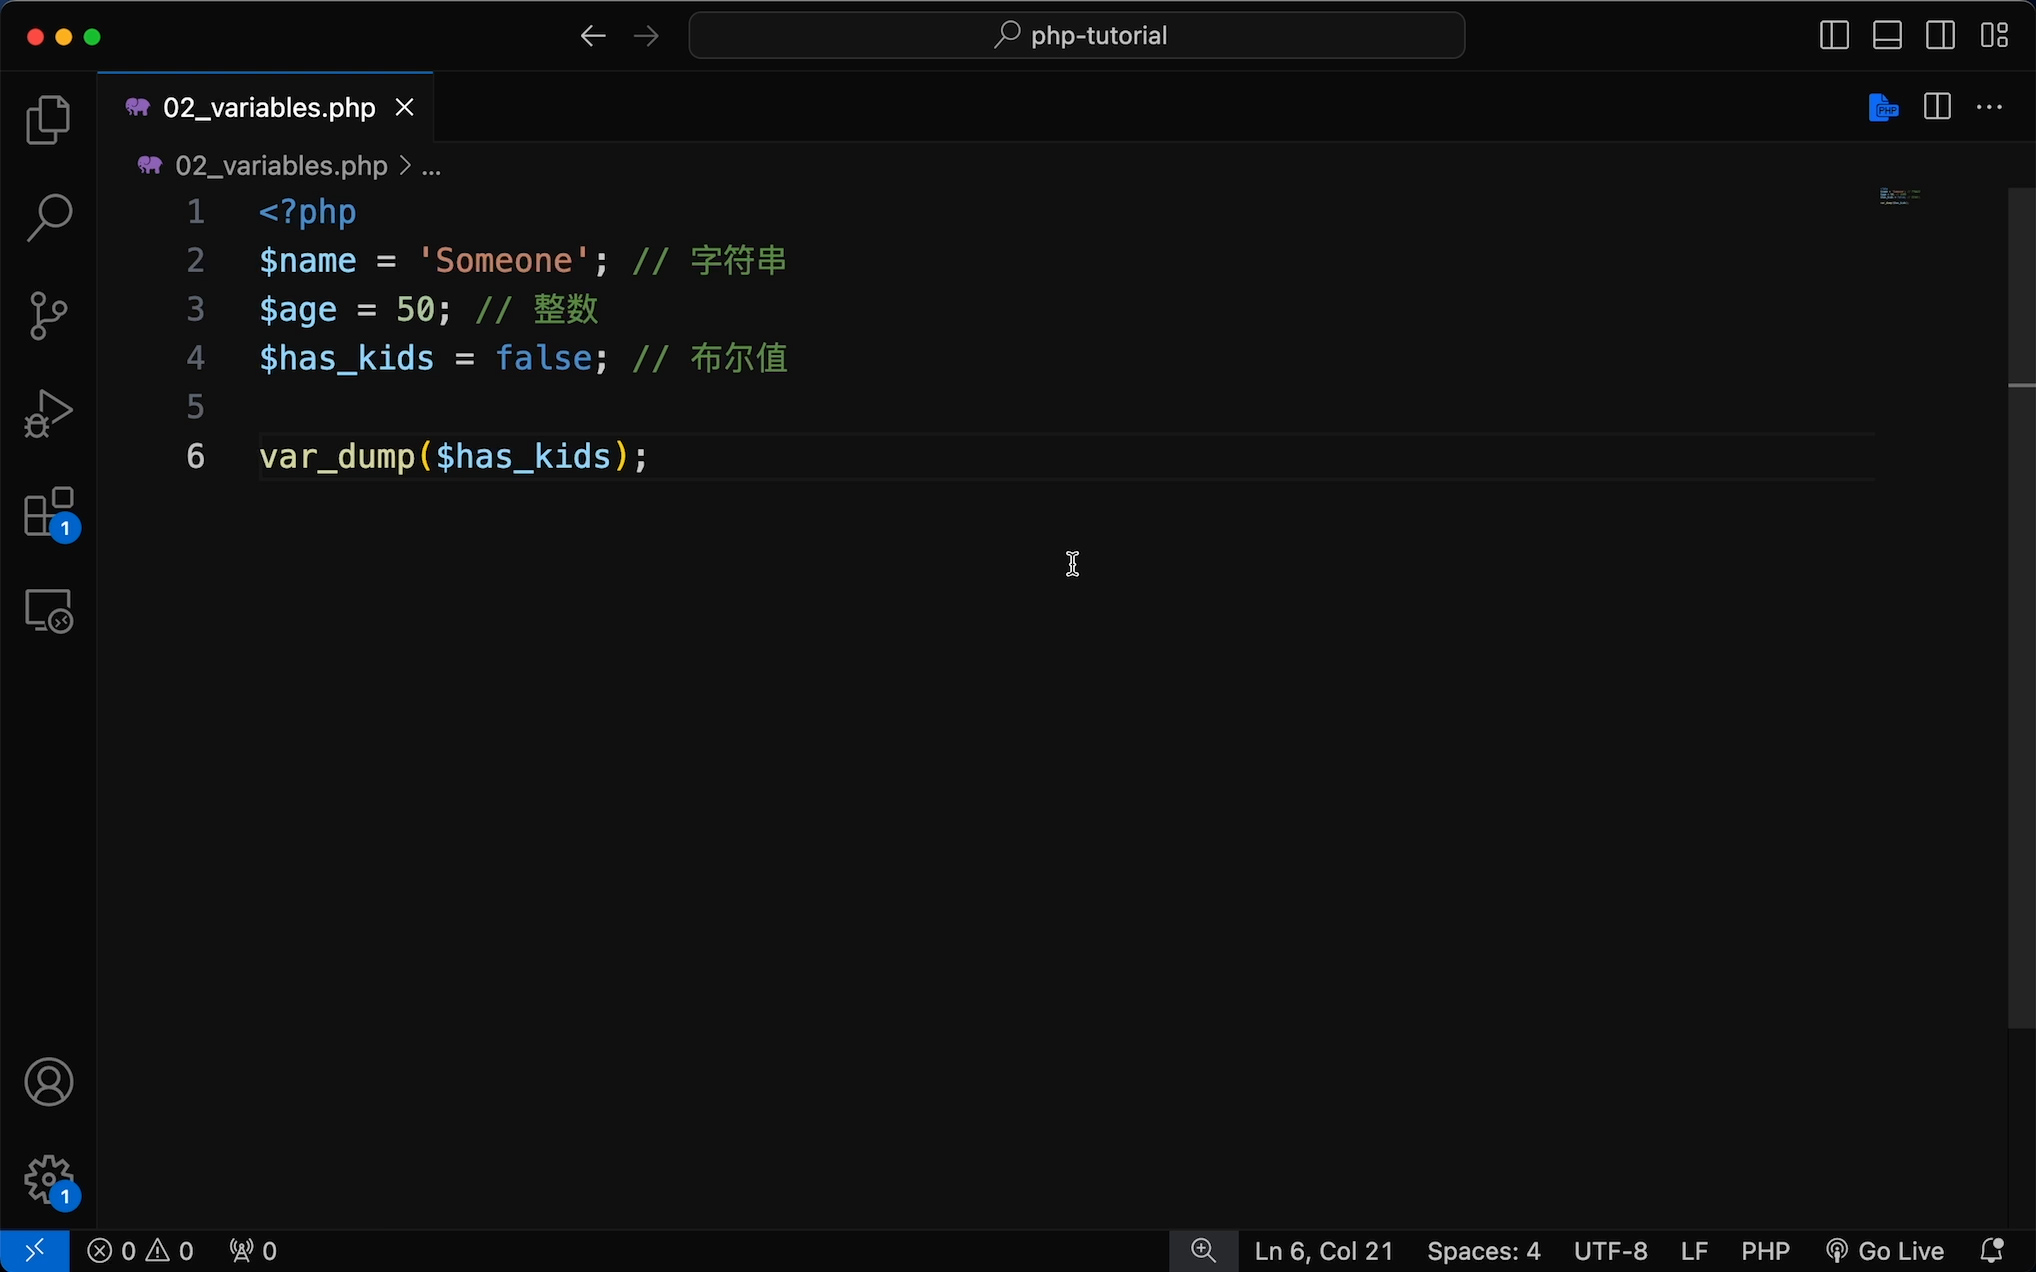 php-tutorial
02_variables.php
02_variables.php > ...
1 <?php
2 $name = 'Someone'; // 字符串
3 $age = 50; // 整数
4 $has_kids = false; // 布尔值
5
6 var_dump($has_kids);
1
1
0 0 0 Ln 6, Col 21 Spaces: 4 UTF-8 LF PHP Go Live